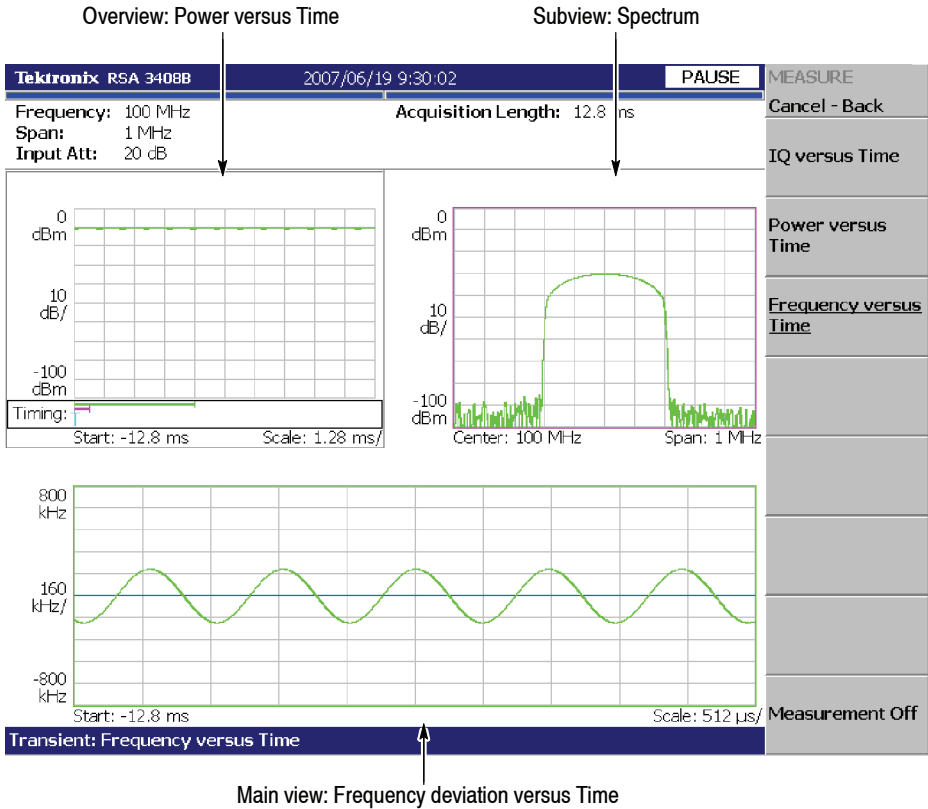 Overview: Power versus Time
Subview: Spectrum
Tektronix RSA 3408B
2007/06/19 9:30:02
PAUSE
MEASURE
Frequency: 100 MHz
Acquisition Length: 12.8 ms
Cancel - Back
Span: 1 MHz
Input Att: 20 dB
IQ versus Time
0
dBm
10
dB/
-100
dBm
Timing:
Start: -12.8 ms
Scale: 1.28 ms/
0
dBm
10
dB/
-100
dBm
Center: 100 MHz
Span: 1 MHz
Power versus
Time
Frequency versus
Time
800
kHz
160
kHz/
-800
kHz
Start: -12.8 ms
Scale: 512 µs/
Measurement Off
Transient: Frequency versus Time
Main view: Frequency deviation versus Time